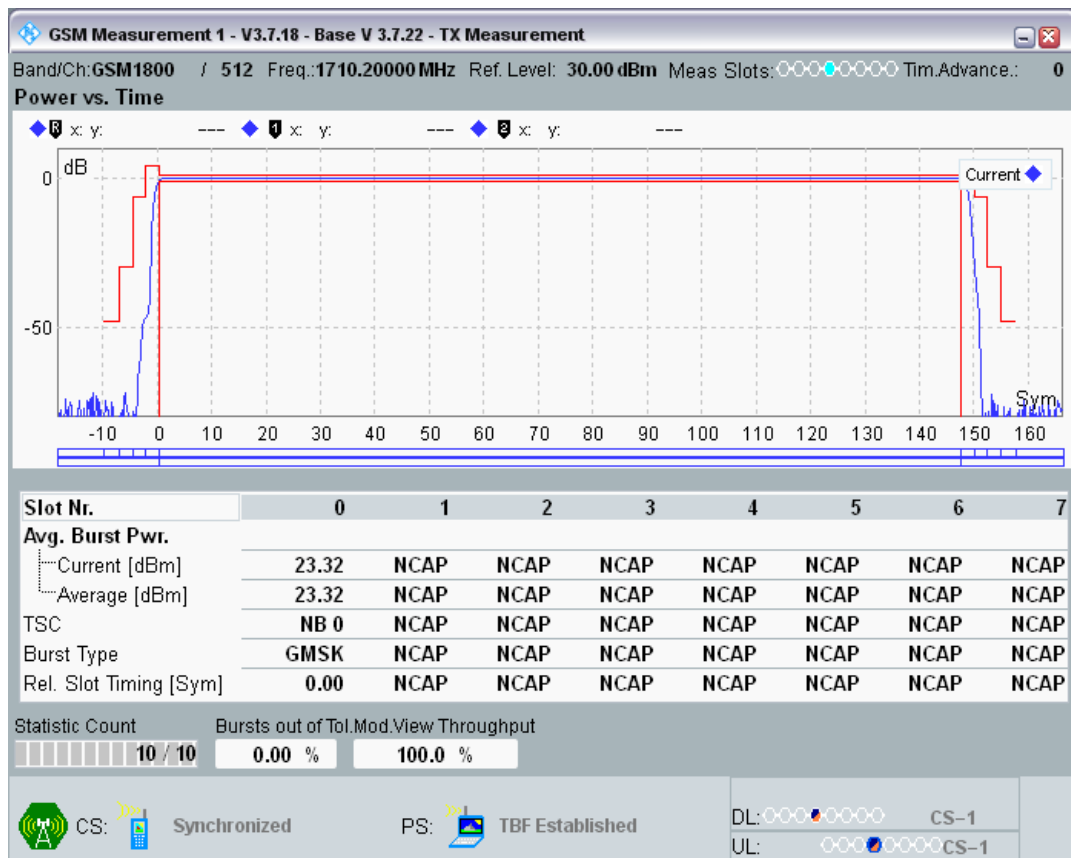 GSM Measurement 1 - V3.7.18 - Base V 3.7.22 - TX Measurement
Band/Ch:GSM1800 / 512 Freq.:1710.20000 MHz Ref. Level: 30.00 dBm Meas Slots: Tim.Advance.: 0
Power vs. Time
R x: y: --- 1 x: y: --- 2 x: y: ---
dB
Current
0
-50
Sym
-10 0 10 20 30 40 50 60 70 80 90 100 110 120 130 140 150 160
Slot Nr. 0 1 2 3 4 5 6 7
Avg. Burst Pwr.
Current [dBm] 23.32 NCAP NCAP NCAP NCAP NCAP NCAP NCAP
Average [dBm] 23.32 NCAP NCAP NCAP NCAP NCAP NCAP NCAP
TSC NB 0 NCAP NCAP NCAP NCAP NCAP NCAP NCAP
Burst Type GMSK NCAP NCAP NCAP NCAP NCAP NCAP NCAP
Rel. Slot Timing [Sym] 0.00 NCAP NCAP NCAP NCAP NCAP NCAP NCAP
Statistic Count Bursts out of Tol.Mod.View Throughput
10 / 10 0.00 % 100.0 %
CS: Synchronized PS: TBF Established
DL: CS-1
UL: CS-1